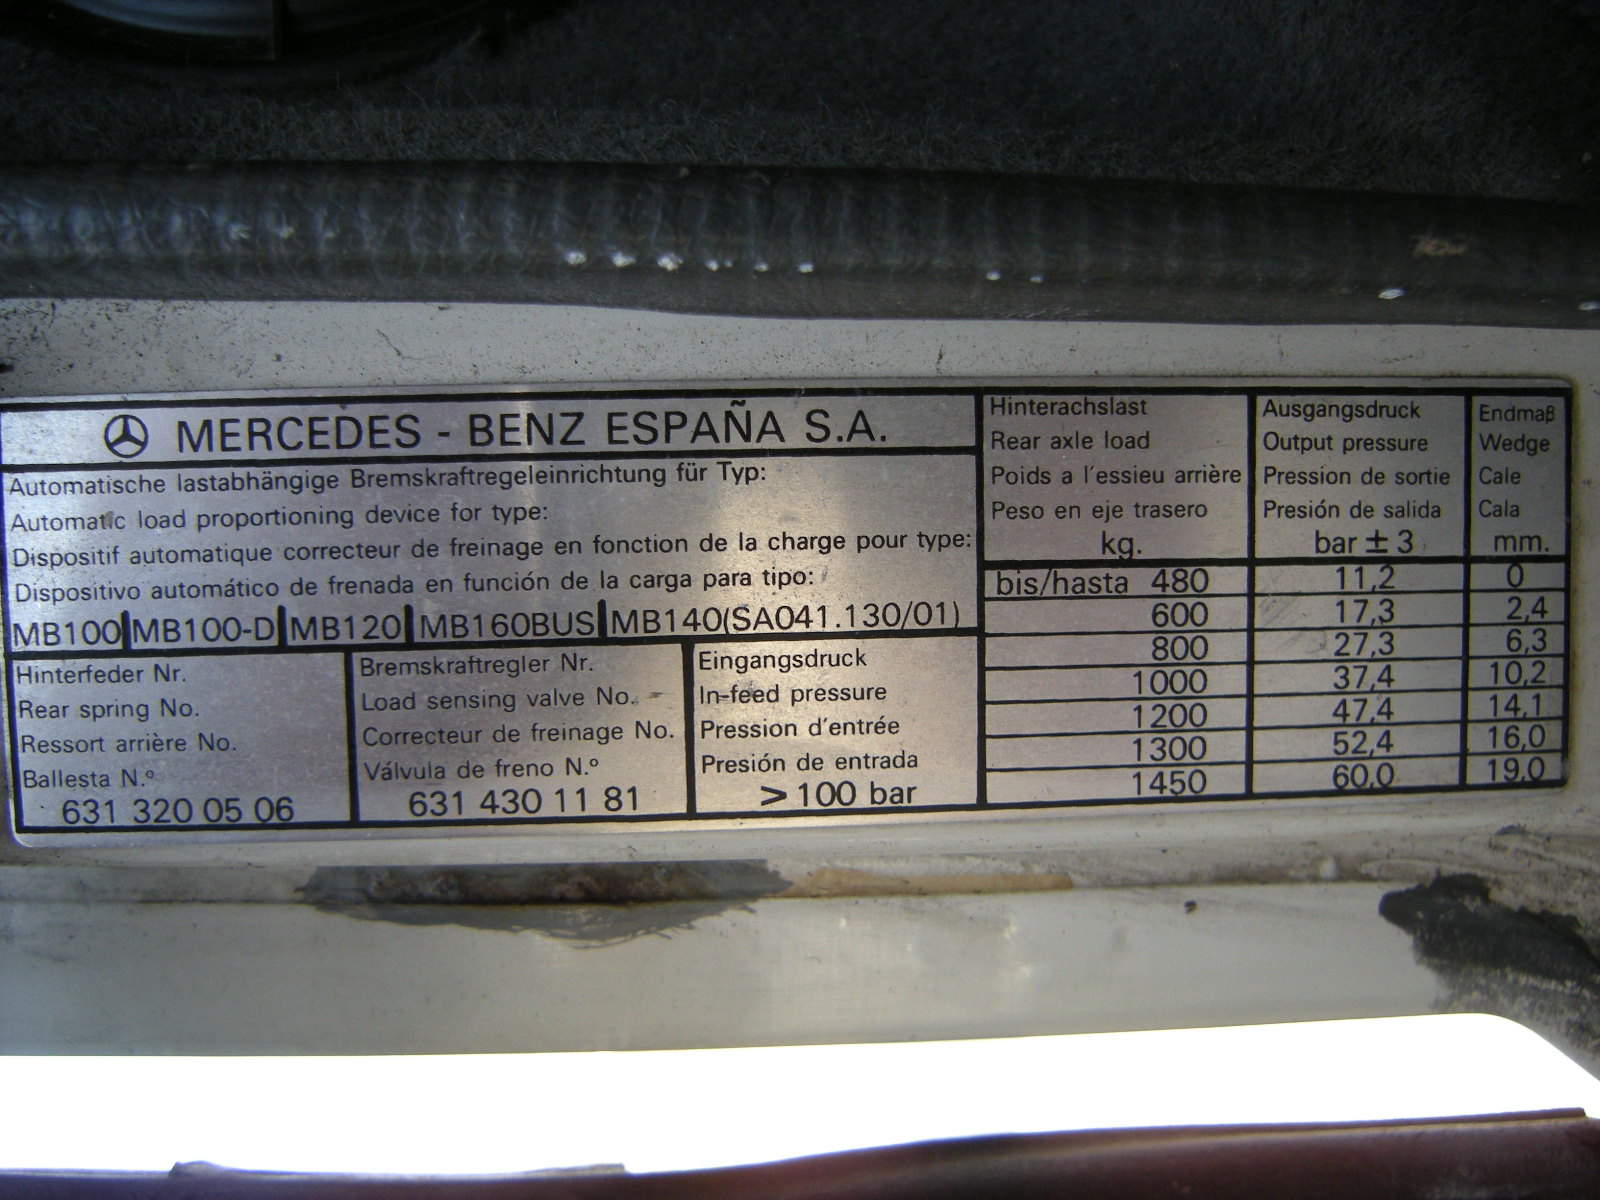 MERCEDES - BENZ ESPAÑA S.A.
Automatische lastabhängige Bremskraftregeleinrichtung für Typ:
Automatic load proportioning device for type:
Dispositif automatique correcteur de freinage en fonction de la charge pour type:
Dispositivo automático de frenada en función de la carga para tipo:
MB100 MB100-D MB120 MB160BUS MB140(SA041.130/01)
Hinterfeder Nr.
Rear spring No.
Ressort arrière No.
Ballesta N.º
631 320 05 06
Bremskraftregler Nr.
Load sensing valve No.
Correcteur de freinage No.
Válvula de freno N.º
631 430 11 81
Eingangsdruck
In-feed pressure
Pression d'entrée
Presión de entrada
> 100 bar
Hinterachslast
Rear axle load
Poids a l'essieu arrière
Peso en eje trasero
kg.
Ausgangsdruck
Output pressure
Pression de sortie
Presión de salida
bar ± 3
Endmaß
Wedge
Cale
Cala
mm.
bis/hasta 480 11,2 0
600 17,3 2,4
800 27,3 6,3
1000 37,4 10,2
1200 47,4 14,1
1300 52,4 16,0
1450 60,0 19,0